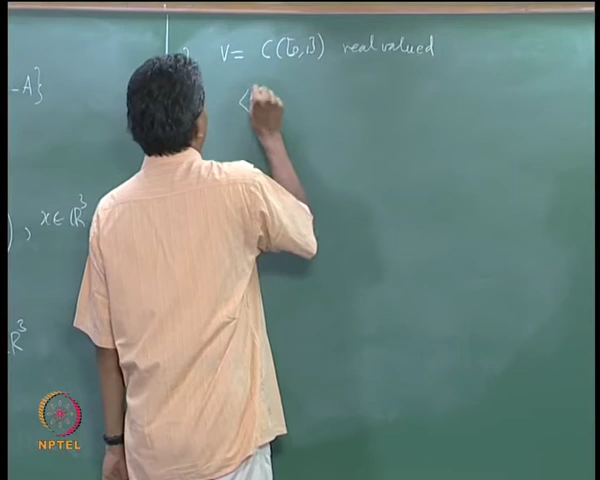 V = C([0,1]) real valued
<
-A}
), x ∈ ℝ³
ℝ³
NPTEL